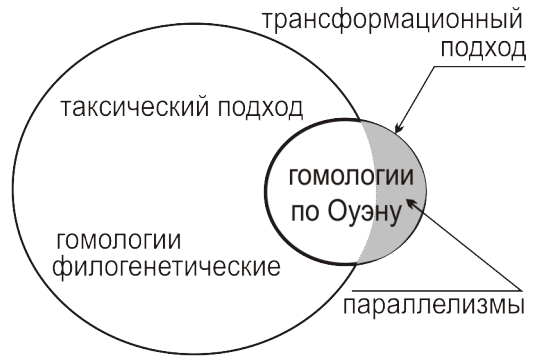 трансформационный
подход
таксический подход
гомологии
по Оуэну
гомологии
филогенетические
параллелизмы